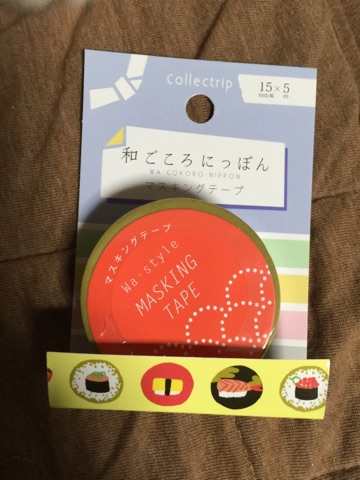 Collectrip
15×5
和ごころにっぽん
WA GOKORO NIPPON
マスキングテープ
マスキングテープ
Wa-style
MASKING
TAPE